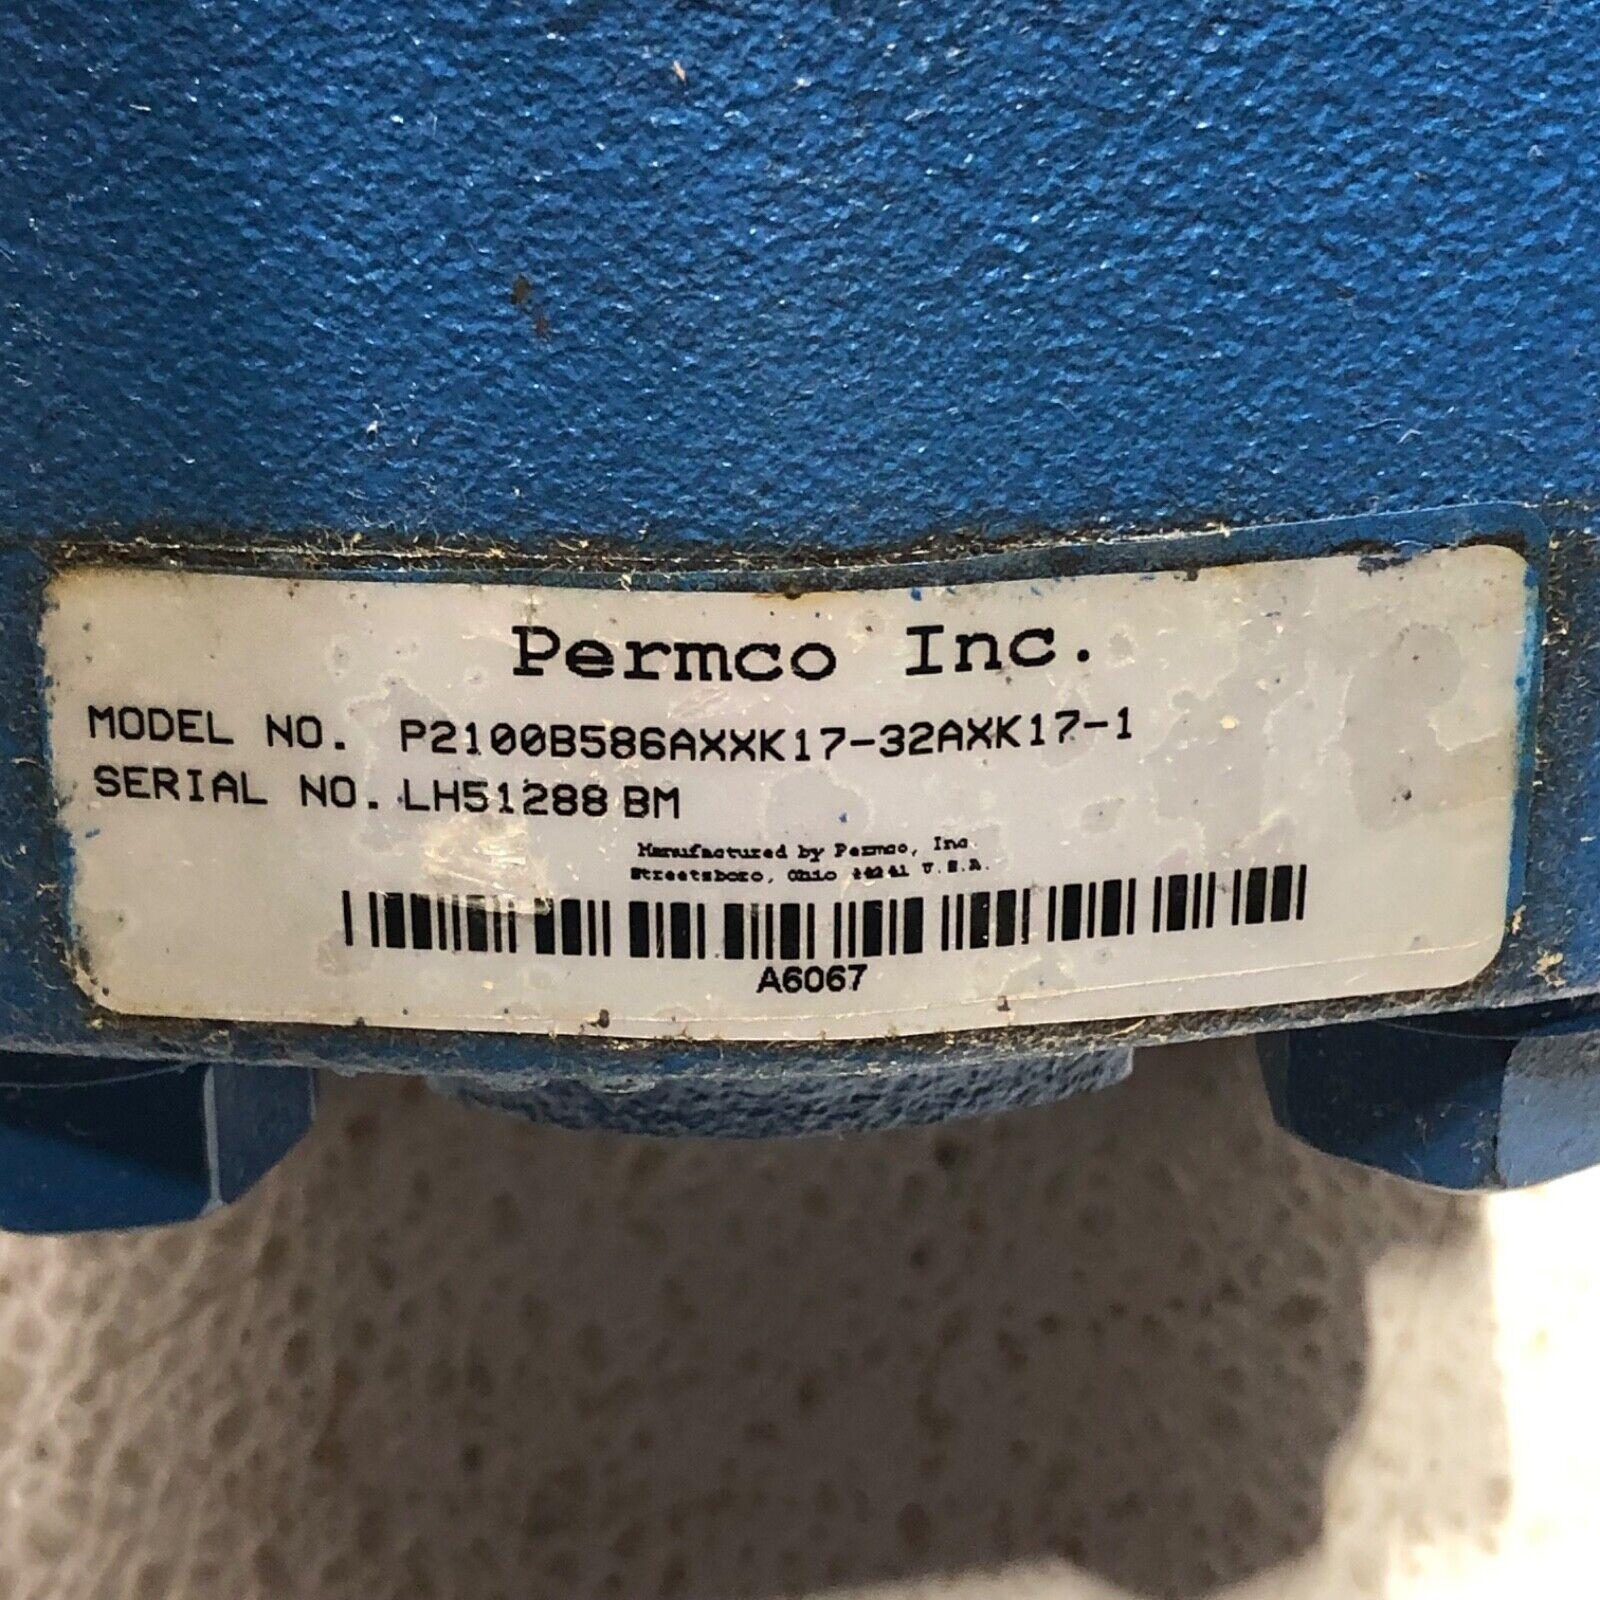 Permco Inc.
MODEL NO. P2100B586AXXK17-32AXK17-1
SERIAL NO. LH51288 BM
Manufactured by Permco, Inc.
Streetsboro, Ohio U.S.A.
A6067